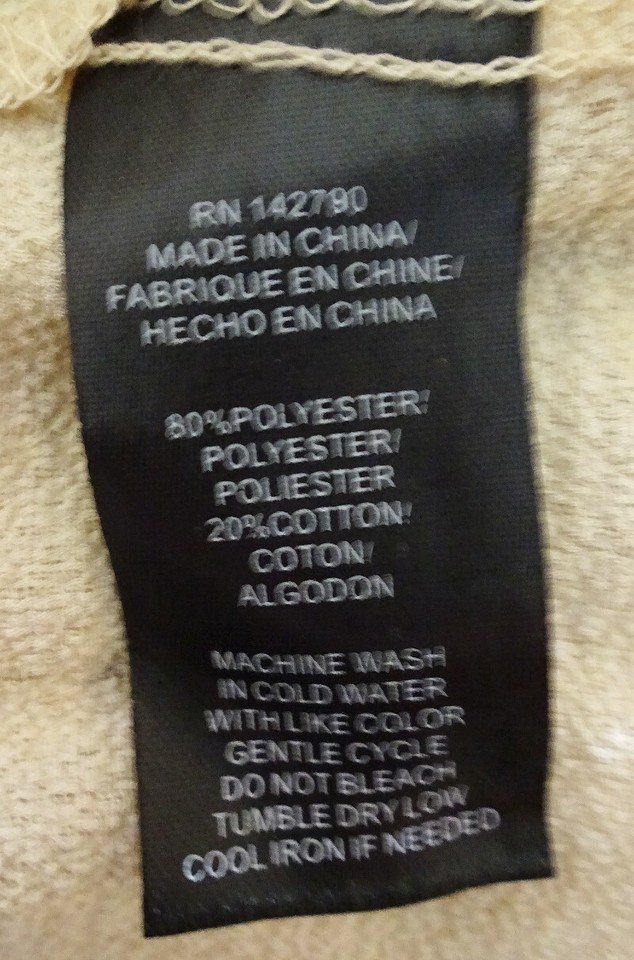 RN 142790
MADE IN CHINA/
FABRIQUE EN CHINE/
HECHO EN CHINA
80%POLYESTER/
POLYESTER/
POLIESTER
20%COTTON/
COTON/
ALGODON
MACHINE WASH
IN COLD WATER
WITH LIKE COLOR
GENTLE CYCLE
DO NOT BLEACH
TUMBLE DRY LOW
COOL IRON IF NEEDED